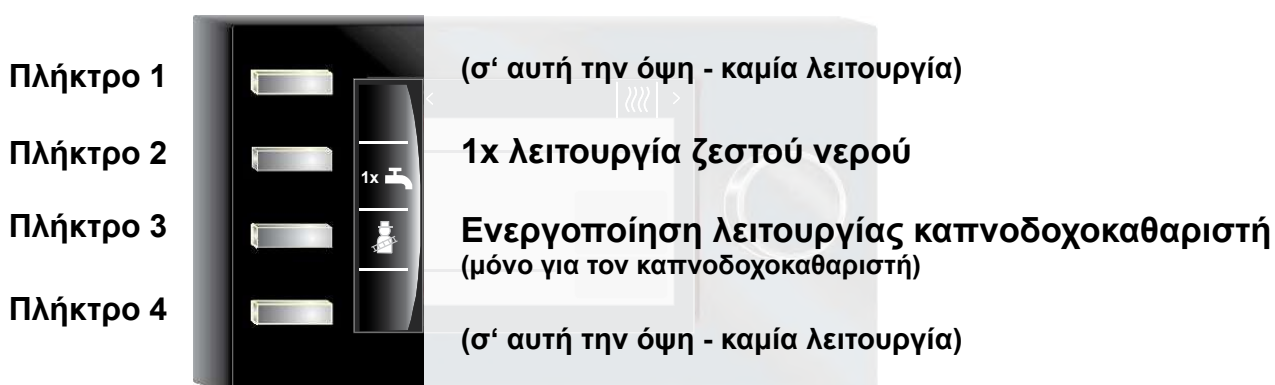 Πλήκτρο 1
(σ‘ αυτή την όψη - καμία λειτουργία)
Πλήκτρο 2
1x
1x λειτουργία ζεστού νερού
Πλήκτρο 3
Ενεργοποίηση λειτουργίας καπνοδοχοκαθαριστή
(μόνο για τον καπνοδοχοκαθαριστή)
Πλήκτρο 4
(σ‘ αυτή την όψη - καμία λειτουργία)